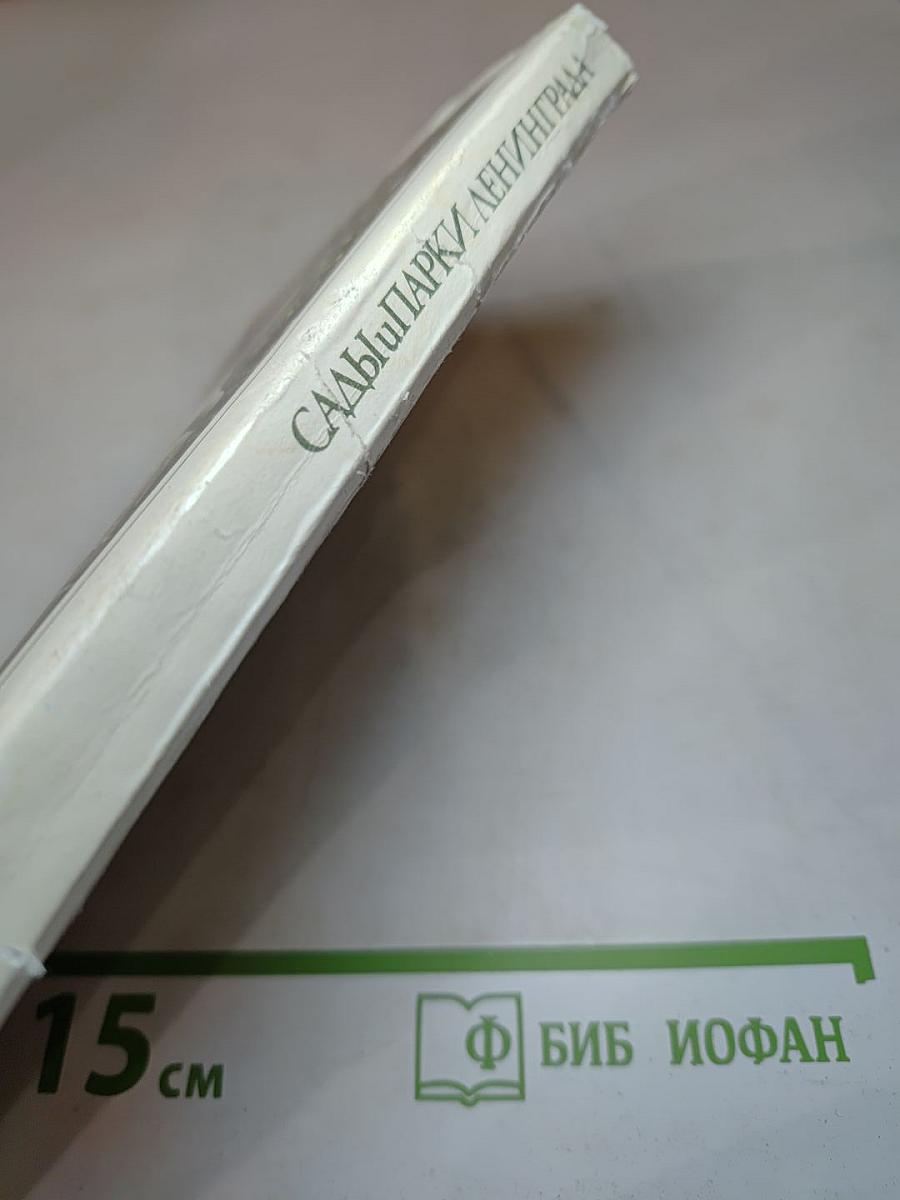 САДЫ и ПАРКИ ЛЕНИНГРАДА
15 см
Ф БИБ ИОФАН